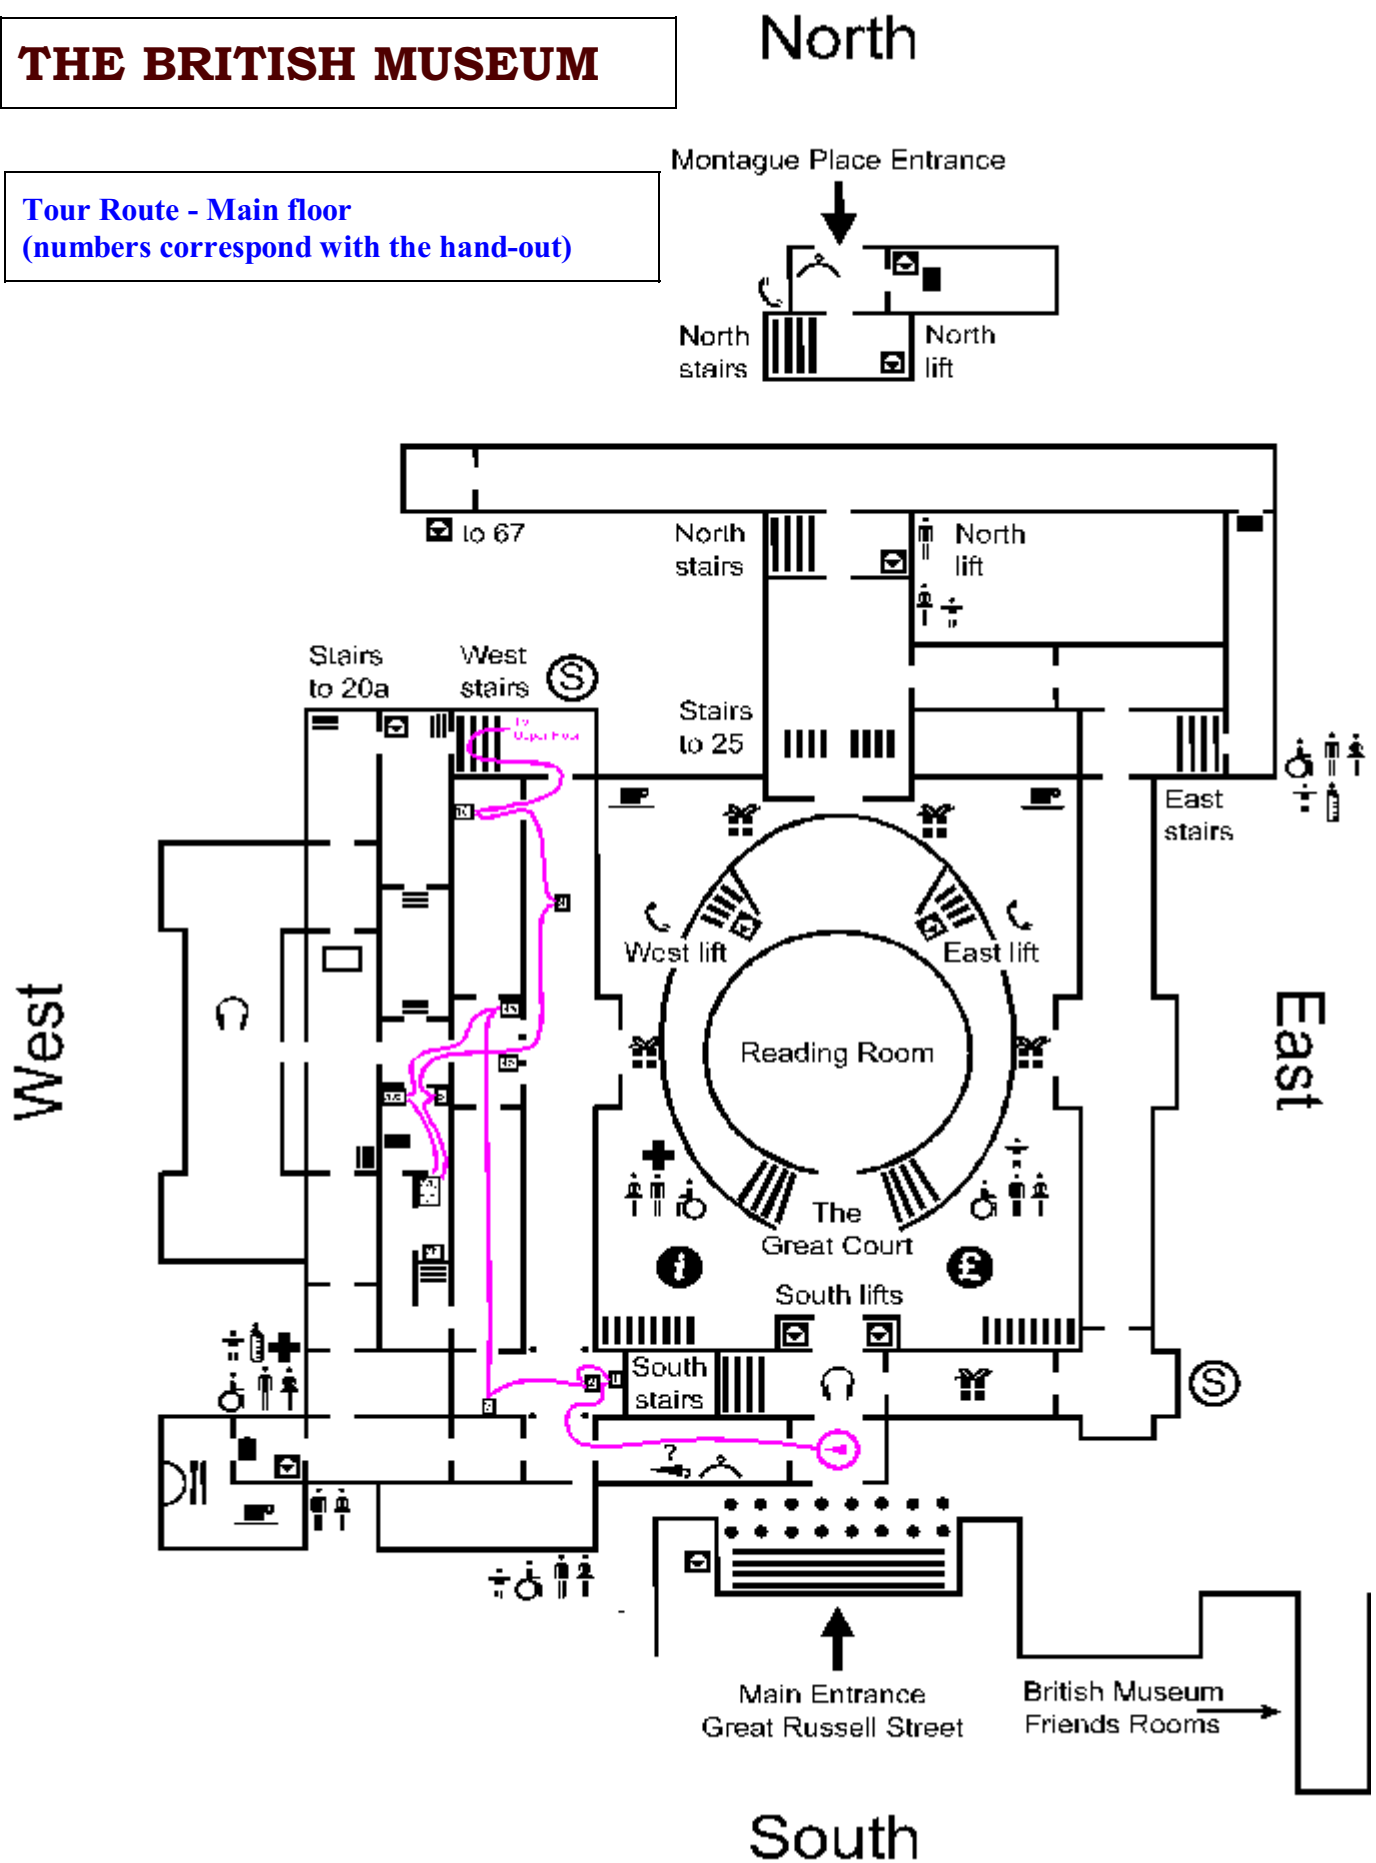 North
THE BRITISH MUSEUM
Montague Place Entrance
Tour Route - Main floor
(numbers correspond with the hand-out)
North
stairs
North
lift
to 67
North
stairs
North
lift
Stairs
to 20a
West
stairs
S
Stairs
to 25
To
East
stairs
West lift
East lift
West
East
Reading Room
The
Great Court
i
£
South lifts
South
stairs
S
?
Main Entrance
Great Russell Street
British Museum
Friends Rooms
South